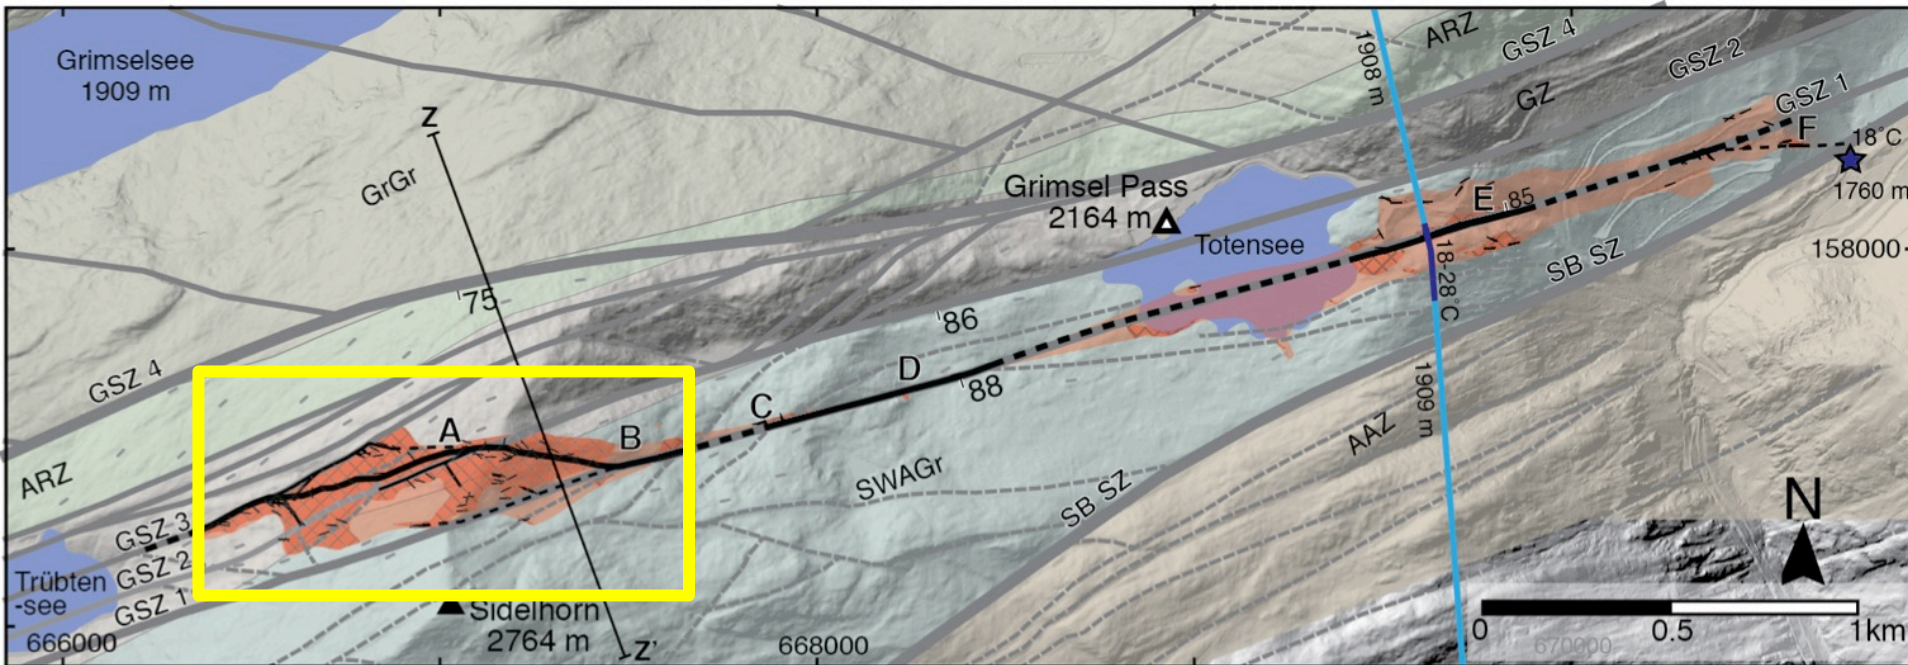 Grimselsee
1909 m
Z
GrGr
1908 m
ARZ
GSZ 4
GSZ 2
GZ
GSZ 1
F
18°C
1760 m
Grimsel Pass
2164 m
E
85
Totensee
18-28°C
SB SZ
158000
75
86
GSZ 4
D
88
C
1909 m
A
B
AAZ
ARZ
SWAGr
SB SZ
N
GSZ 3
GSZ 2
GSZ 1
Trübten
-see
Sidelhorn
2764 m
Z'
666000
668000
670000
0
0.5
1km